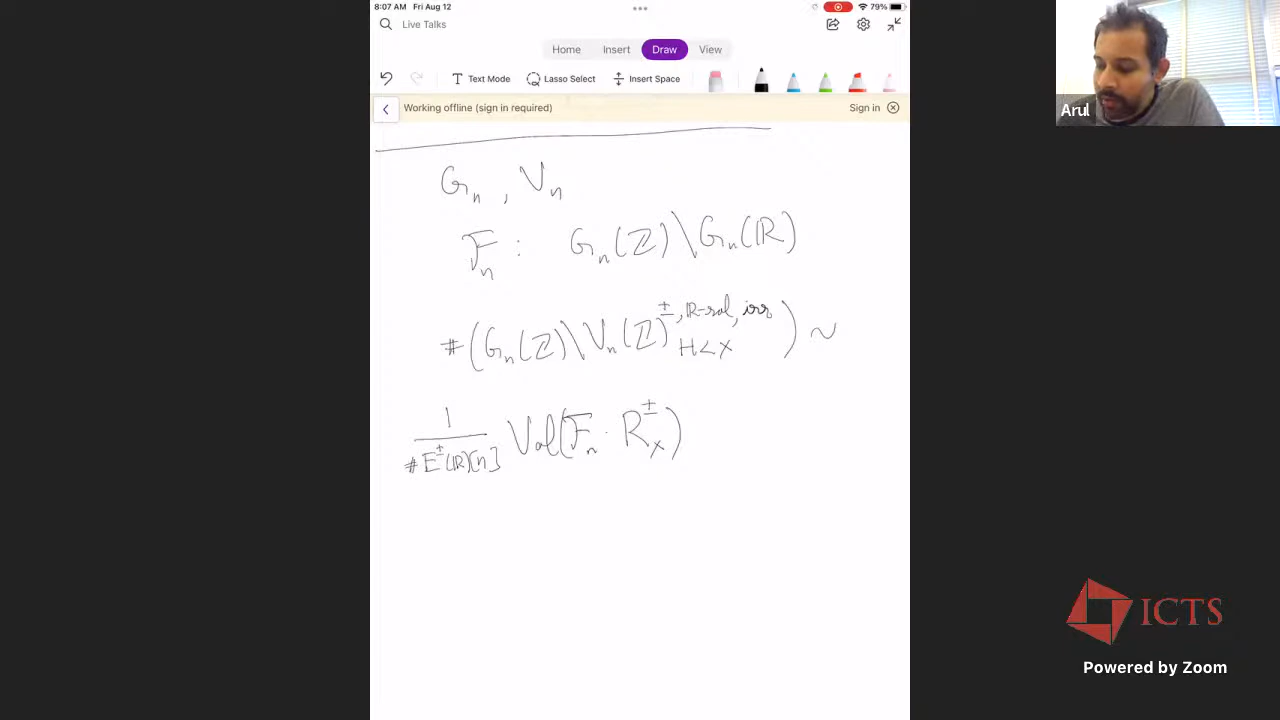 8:07 AM Fri Aug 12
79%
Live Talks
Home Insert Draw View
Text Mode Lasso Select Insert Space
Working offline (sign in required)
Sign in
Arul
G_n , V_n
F_n : G_n(ℤ)\G_n(ℝ)
#(G_n(ℤ)\V_n(ℤ)^{±, ℝ-sol, irr}_{H<X}) ~
1/#E^±(ℝ)[n] Vol(F_n · R_X^±)
ICTS
Powered by Zoom